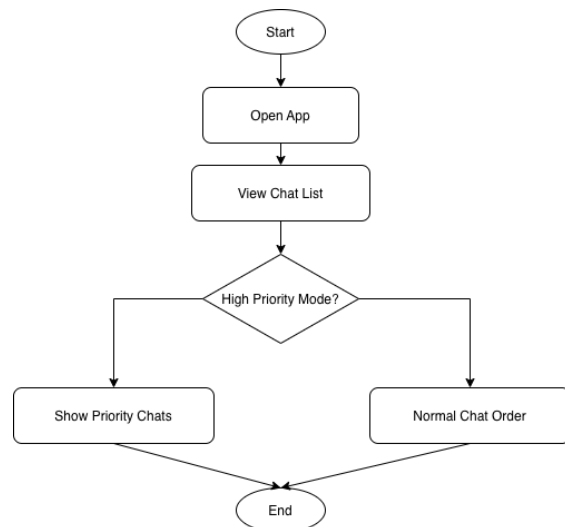 Start
Open App
View Chat List
High Priority Mode?
Show Priority Chats
Normal Chat Order
End